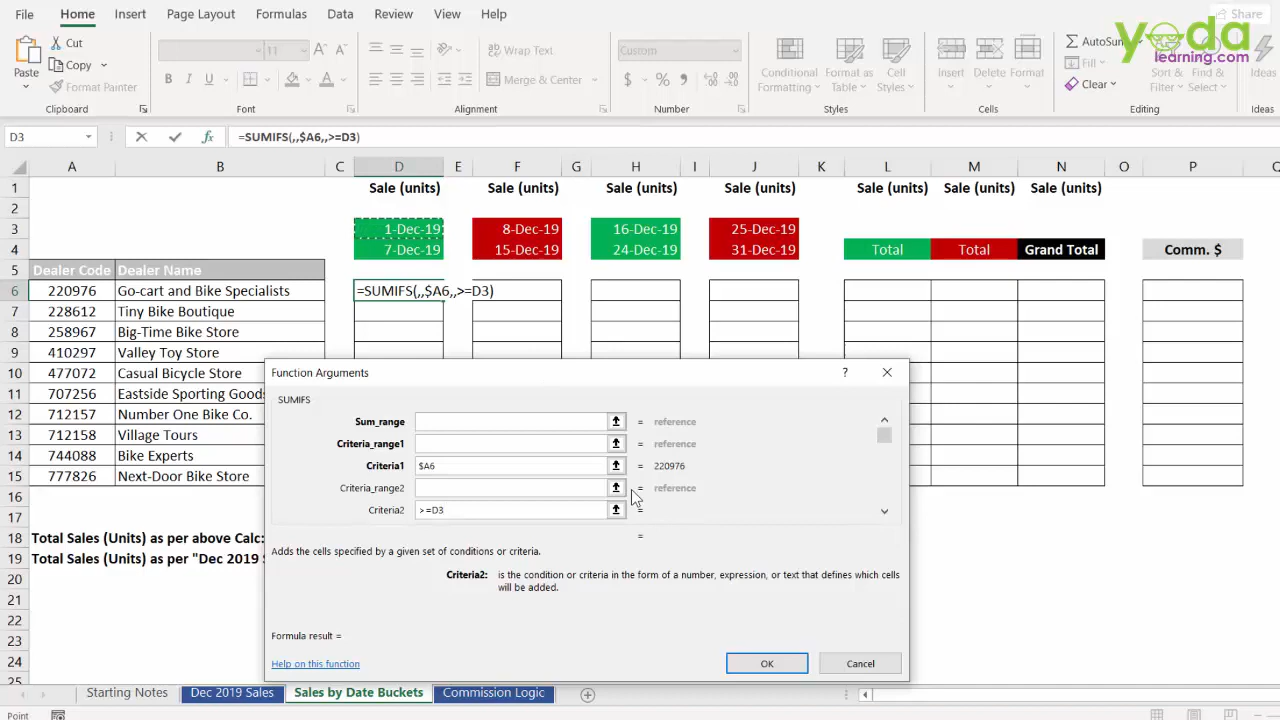 File Home Insert Page Layout Formulas Data Review View Help Share
yoda
learning.com
Paste Cut Copy Format Painter
11 A A B I U A
Wrap Text Merge & Center
Custom $ %
Conditional Formatting Format as Table Cell Styles
Insert Delete Format
AutoSum Fill Clear Sort & Filter Find & Select Ideas
Clipboard Font Alignment Number Styles Cells Editing Ideas
D3 fx =SUMIFS(,,$A6,,>=D3)
A B C D E F G H I J K L M N O P Q
1 Sale (units) Sale (units) Sale (units) Sale (units) Sale (units) Sale (units) Sale (units)
2
3 1-Dec-19 8-Dec-19 16-Dec-19 25-Dec-19
4 7-Dec-19 15-Dec-19 24-Dec-19 31-Dec-19 Total Total Grand Total Comm. $
5 Dealer Code Dealer Name
6 220976 Go-cart and Bike Specialists =SUMIFS(,,$A6,,>=D3)
7 228612 Tiny Bike Boutique
8 258967 Big-Time Bike Store
9 410297 Valley Toy Store
10 477072 Casual Bicycle Store
11 707256 Eastside Sporting Goods
12 712157 Number One Bike Co.
13 712158 Village Tours
14 744088 Bike Experts
15 777826 Next-Door Bike Store
16
17
18 Total Sales (Units) as per above Calc:
19 Total Sales (Units) as per "Dec 2019 S
20
21
22
23
24
25
Function Arguments ?
SUMIFS
Sum_range = reference
Criteria_range1 = reference
Criteria1 $A6 = 220976
Criteria_range2 = reference
Criteria2 >=D3 =
=
Adds the cells specified by a given set of conditions or criteria.
Criteria2: is the condition or criteria in the form of a number, expression, or text that defines which cells
will be added.
Formula result =
Help on this function OK Cancel
Starting Notes Dec 2019 Sales Sales by Date Buckets Commission Logic
Point